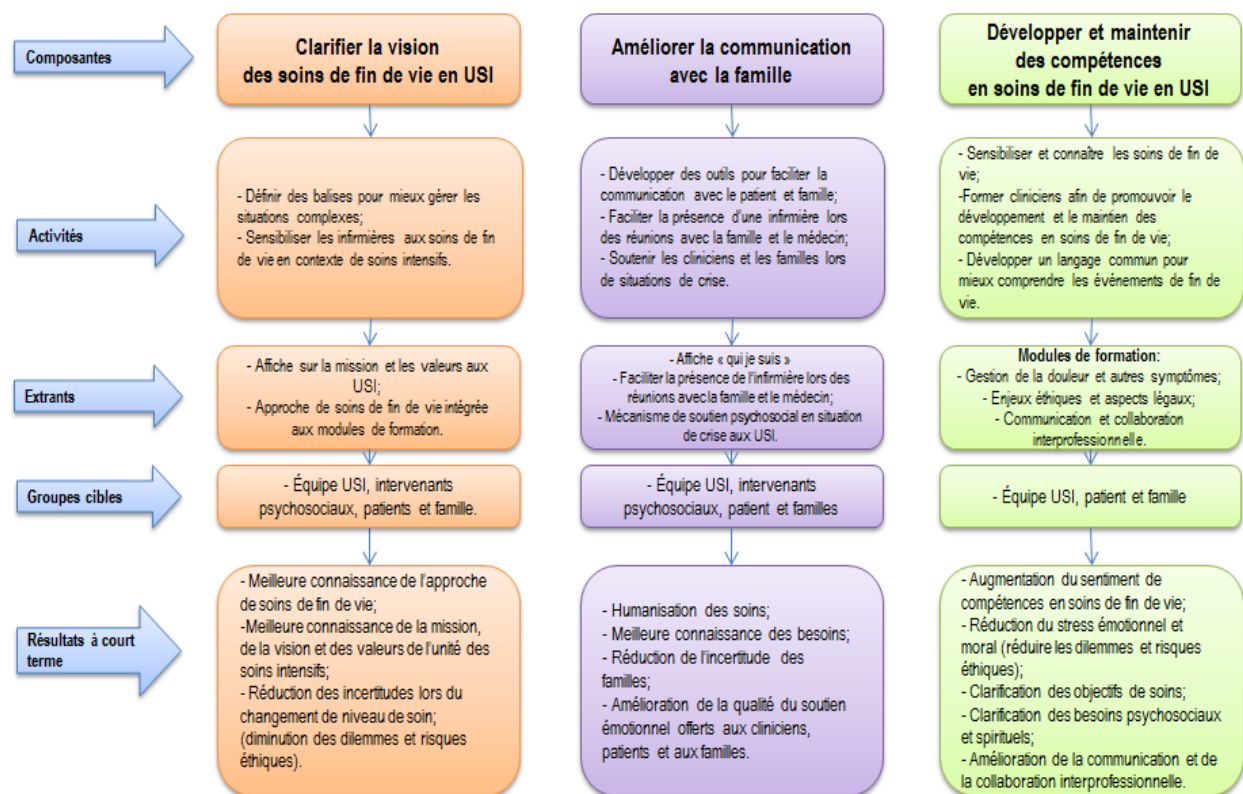 Composantes
Clarifier la vision
des soins de fin de vie en USI
Améliorer la communication
avec la famille
Développer et maintenir
des compétences
en soins de fin de vie en USI
Activités
- Définir des balises pour mieux gérer les
situations complexes;
- Sensibiliser les infirmières aux soins de fin
de vie en contexte de soins intensifs.
- Développer des outils pour faciliter la
communication avec le patient et famille;
- Faciliter la présence d'une infirmière lors
des réunions avec la famille et le médecin;
- Soutenir les cliniciens et les familles lors
de situations de crise.
- Sensibiliser et connaître les soins de fin de
vie;
-Former cliniciens afin de promouvoir le
développement et le maintien des
compétences en soins de fin de vie;
- Développer un langage commun pour
mieux comprendre les événements de fin de
vie.
Extrants
- Affiche sur la mission et les valeurs aux
USI;
- Approche de soins de fin de vie intégrée
aux modules de formation.
- Affiche « qui je suis »
- Faciliter la présence de l'infirmière lors des
réunions avec la famille et le médecin;
- Mécanisme de soutien psychosocial en situation
de crise aux USI.
Modules de formation:
- Gestion de la douleur et autres symptômes;
- Enjeux éthiques et aspects légaux;
- Communication et collaboration
interprofessionnelle.
Groupes cibles
- Équipe USI, intervenants
psychosociaux, patients et famille.
- Équipe USI, intervenants
psychosociaux, patient et familles
- Équipe USI, patient et famille
Résultats à court
terme
- Meilleure connaissance de l'approche
de soins de fin de vie;
-Meilleure connaissance de la mission,
de la vision et des valeurs de l'unité des
soins intensifs;
- Réduction des incertitudes lors du
changement de niveau de soin;
(diminution des dilemmes et risques
éthiques).
- Humanisation des soins;
- Meilleure connaissance des besoins;
- Réduction de l'incertitude des
familles;
- Amélioration de la qualité du soutien
émotionnel offerts aux cliniciens,
patients et aux familles.
- Augmentation du sentiment de
compétences en soins de fin de vie;
- Réduction du stress émotionnel et
moral (réduire les dilemmes et risques
éthiques);
- Clarification des objectifs de soins;
- Clarification des besoins psychosociaux
et spirituels;
- Amélioration de la communication et de
la collaboration interprofessionnelle.